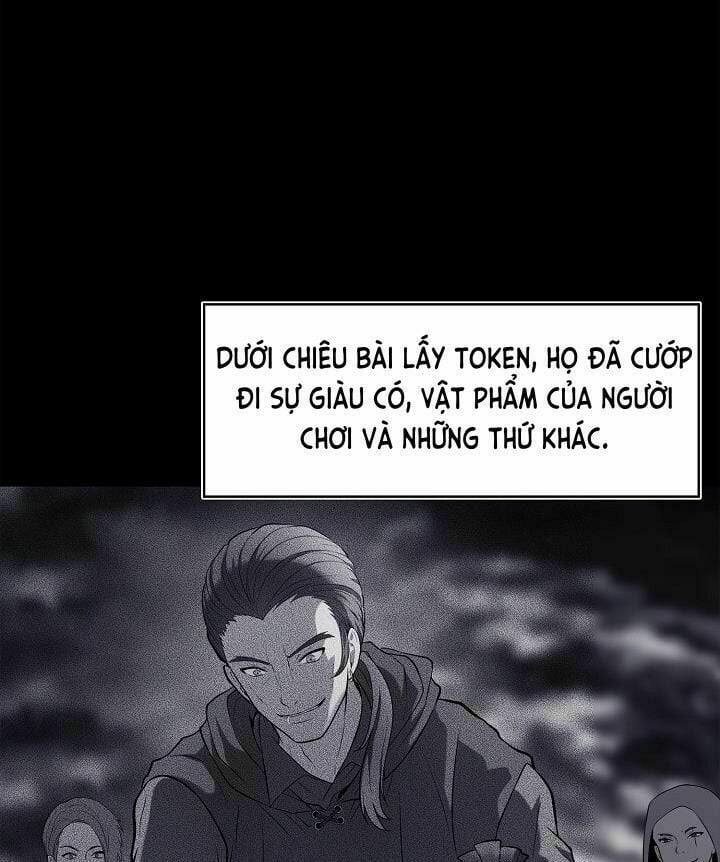 DƯỚI CHIÊU BÀI LẤY TOKEN, HỌ ĐÃ CƯỚP
ĐI SỰ GIÀU CÓ, VẬT PHẨM CỦA NGƯỜI
CHƠI VÀ NHỮNG THỨ KHÁC.